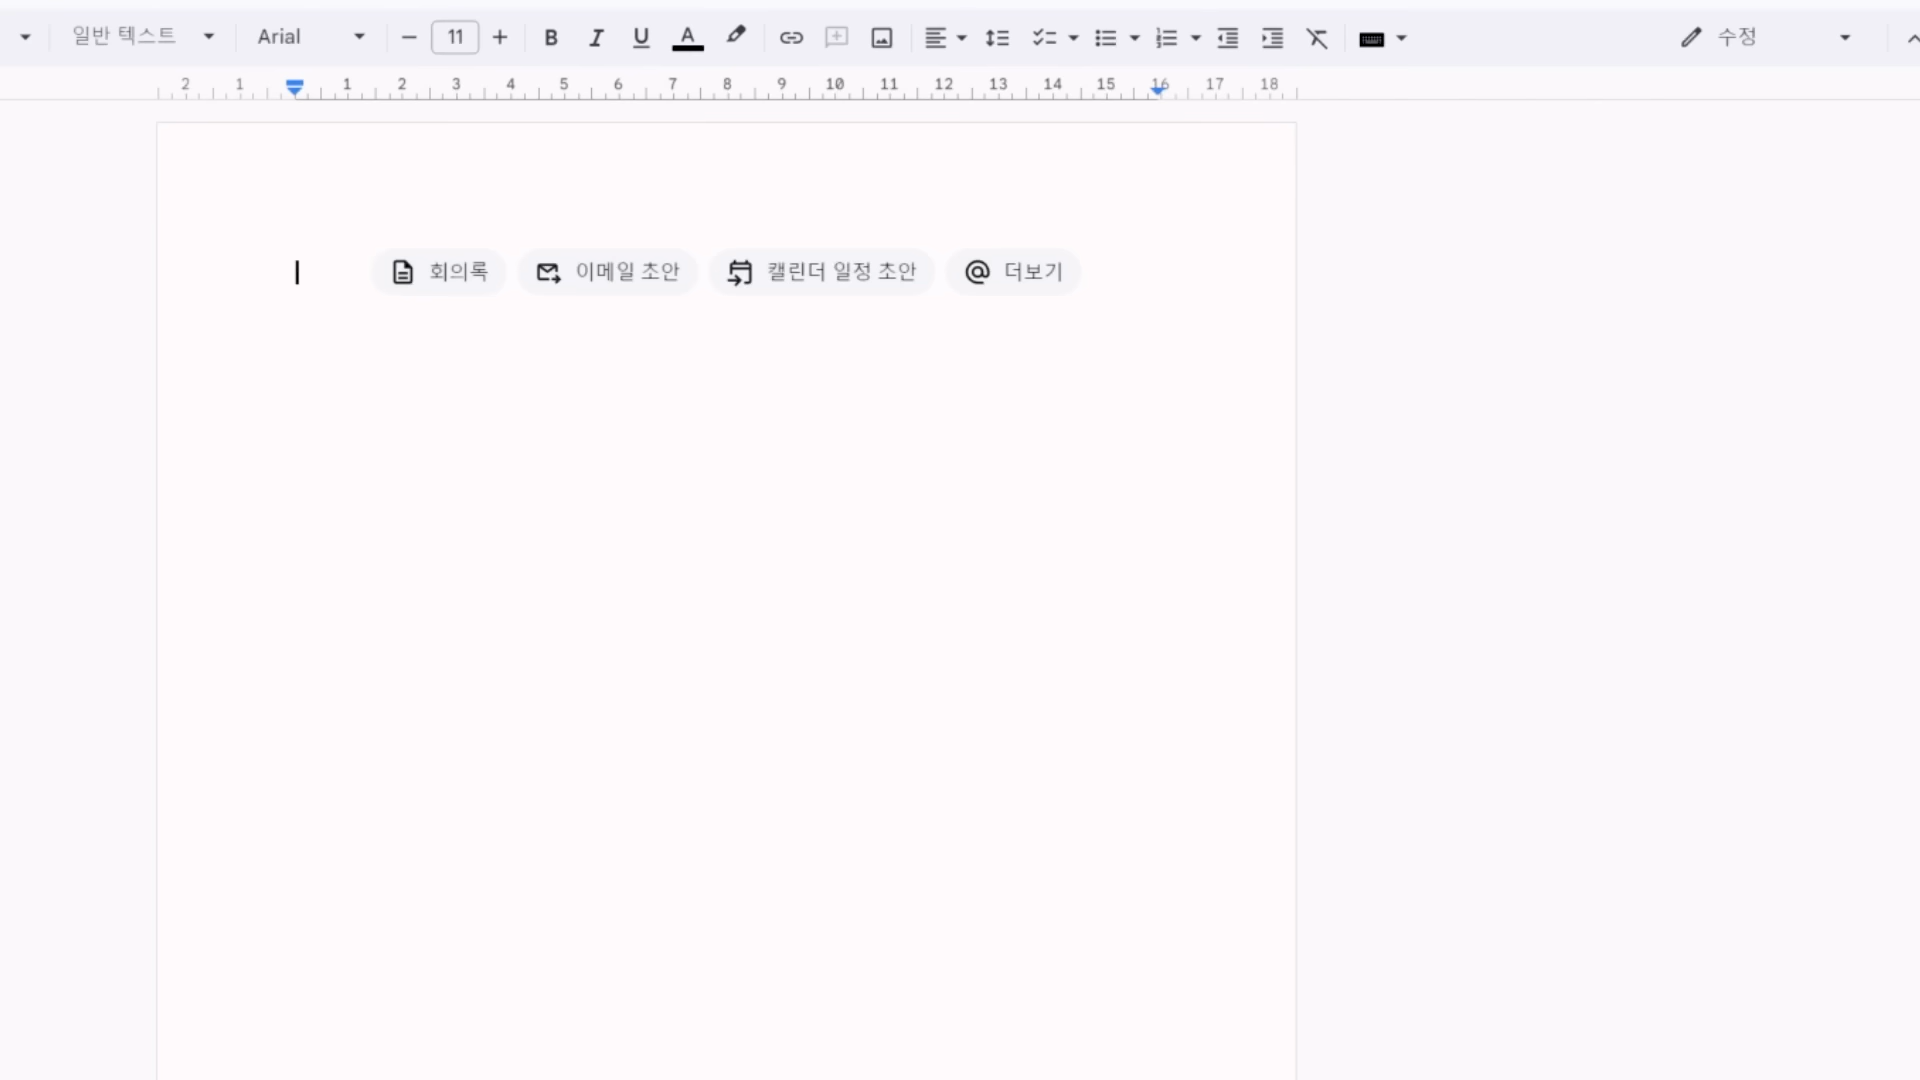 일반 텍스트 Arial 11 B I U A 수정
2 1 1 2 3 4 5 6 7 8 9 10 11 12 13 14 15 16 17 18
회의록 이메일 초안 캘린더 일정 초안 더보기